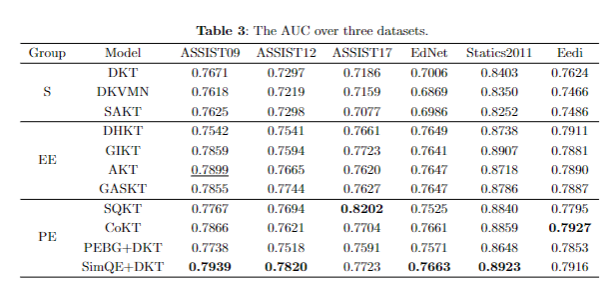 Table 3: The AUC over three datasets.
Group Model ASSIST09 ASSIST12 ASSIST17 EdNet Statics2011 Eedi
DKT 0.7671 0.7297 0.7186 0.7006 0.8403 0.7624
S DKVMN 0.7618 0.7219 0.7159 0.6869 0.8350 0.7466
SAKT 0.7625 0.7298 0.7077 0.6986 0.8252 0.7486
DHKT 0.7542 0.7541 0.7661 0.7649 0.8738 0.7911
GIKT 0.7859 0.7594 0.7723 0.7641 0.8907 0.7881
EE
AKT 0.7899 0.7665 0.7620 0.7647 0.8718 0.7890
GASKT 0.7855 0.7744 0.7627 0.7647 0.8786 0.7887
SQKT 0.7767 0.7694 0.8202 0.7525 0.8840 0.7795
CoKT 0.7866 0.7621 0.7704 0.7661 0.8859 0.7927
PE
PEBG+DKT 0.7738 0.7518 0.7591 0.7571 0.8648 0.7853
SimQE+DKT 0.7939 0.7820 0.7723 0.7663 0.8923 0.7916